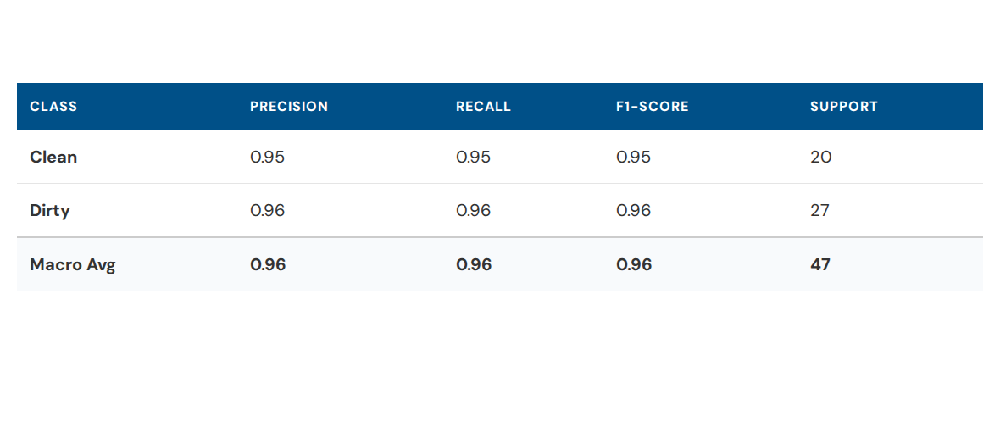 CLASS PRECISION RECALL F1-SCORE SUPPORT
Clean 0.95 0.95 0.95 20
Dirty 0.96 0.96 0.96 27
Macro Avg 0.96 0.96 0.96 47